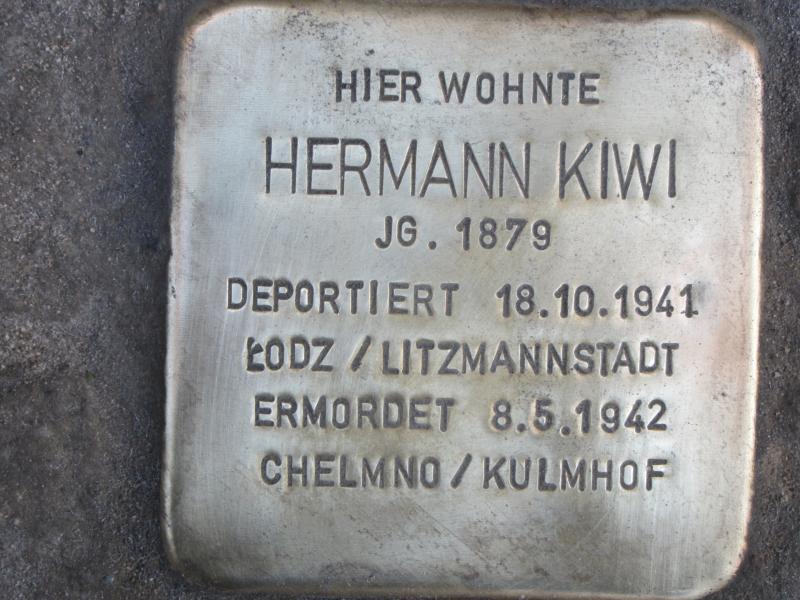 HIER WOHNTE
HERMANN KIWI
JG. 1879
DEPORTIERT 18.10.1941
ŁODZ / LITZMANNSTADT
ERMORDET 8.5.1942
CHELMNO / KULMHOF